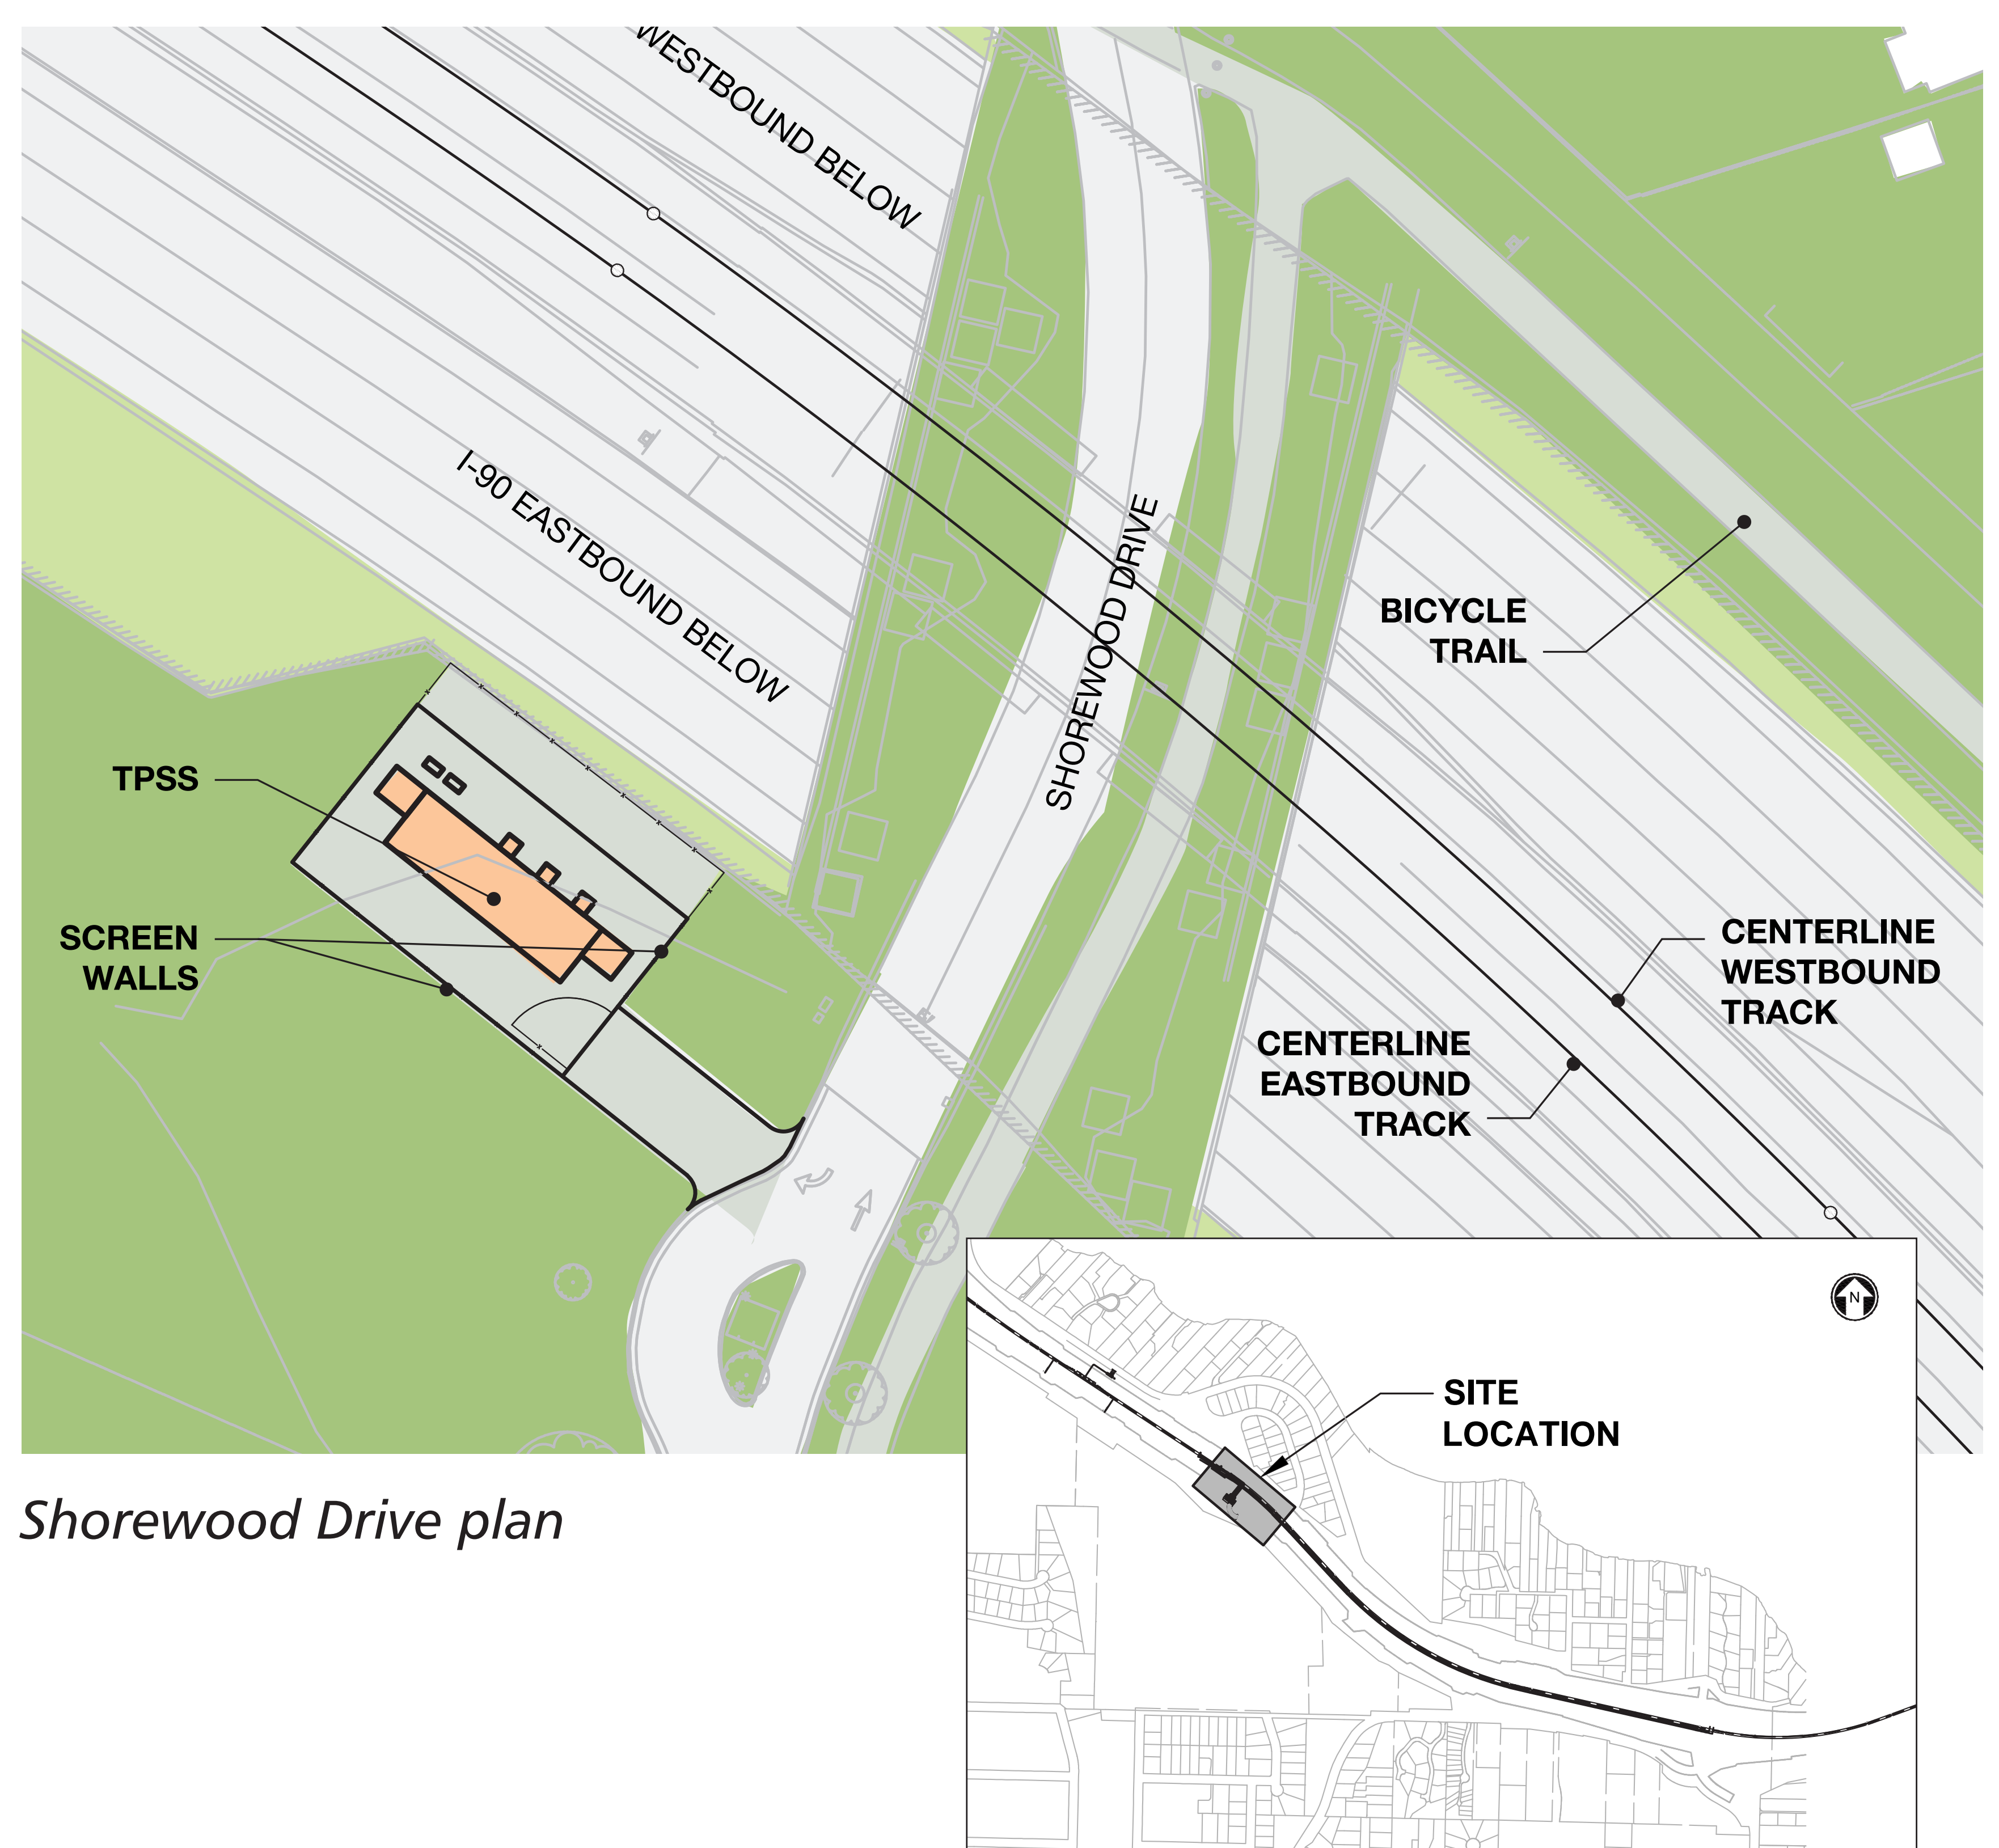 WESTBOUND BELOW
I-90 EASTBOUND BELOW
SHOREWOOD DRIVE
BICYCLE
TRAIL
TPSS
SCREEN
WALLS
CENTERLINE
WESTBOUND
TRACK
CENTERLINE
EASTBOUND
TRACK
N
SITE
LOCATION
Shorewood Drive plan